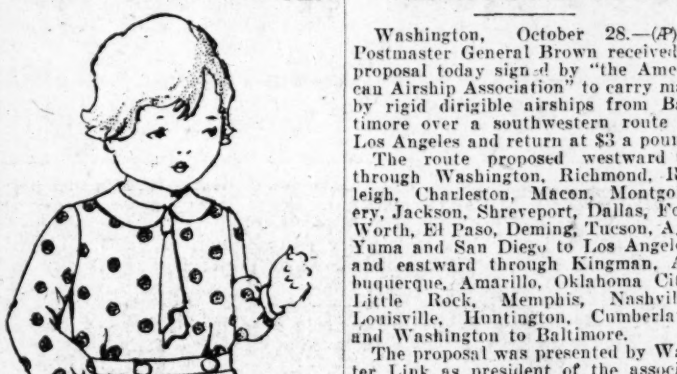 Washington, October 28.—(AP)
Postmaster General Brown received
proposal today signed by "the Ame
can Airship Association" to carry ma
by rigid dirigible airships from Ba
timore over a southwestern route
Los Angeles and return at $3 a poun
The route proposed westward
through Washington, Richmond,
leigh, Charleston, Macon, Montgo
ery, Jackson, Shreveport, Dallas, Fo
Worth, El Paso, Deming, Tucson, A
Yuma and San Diego to Los Angele
and eastward through Kingman, A
buquerque, Amarillo, Oklahoma Cit
Little Rock, Memphis, Nashvil
Louisville, Huntington, Cumberla
and Washington to Baltimore.
The proposal was presented by Wa
ter Link as president of the associ